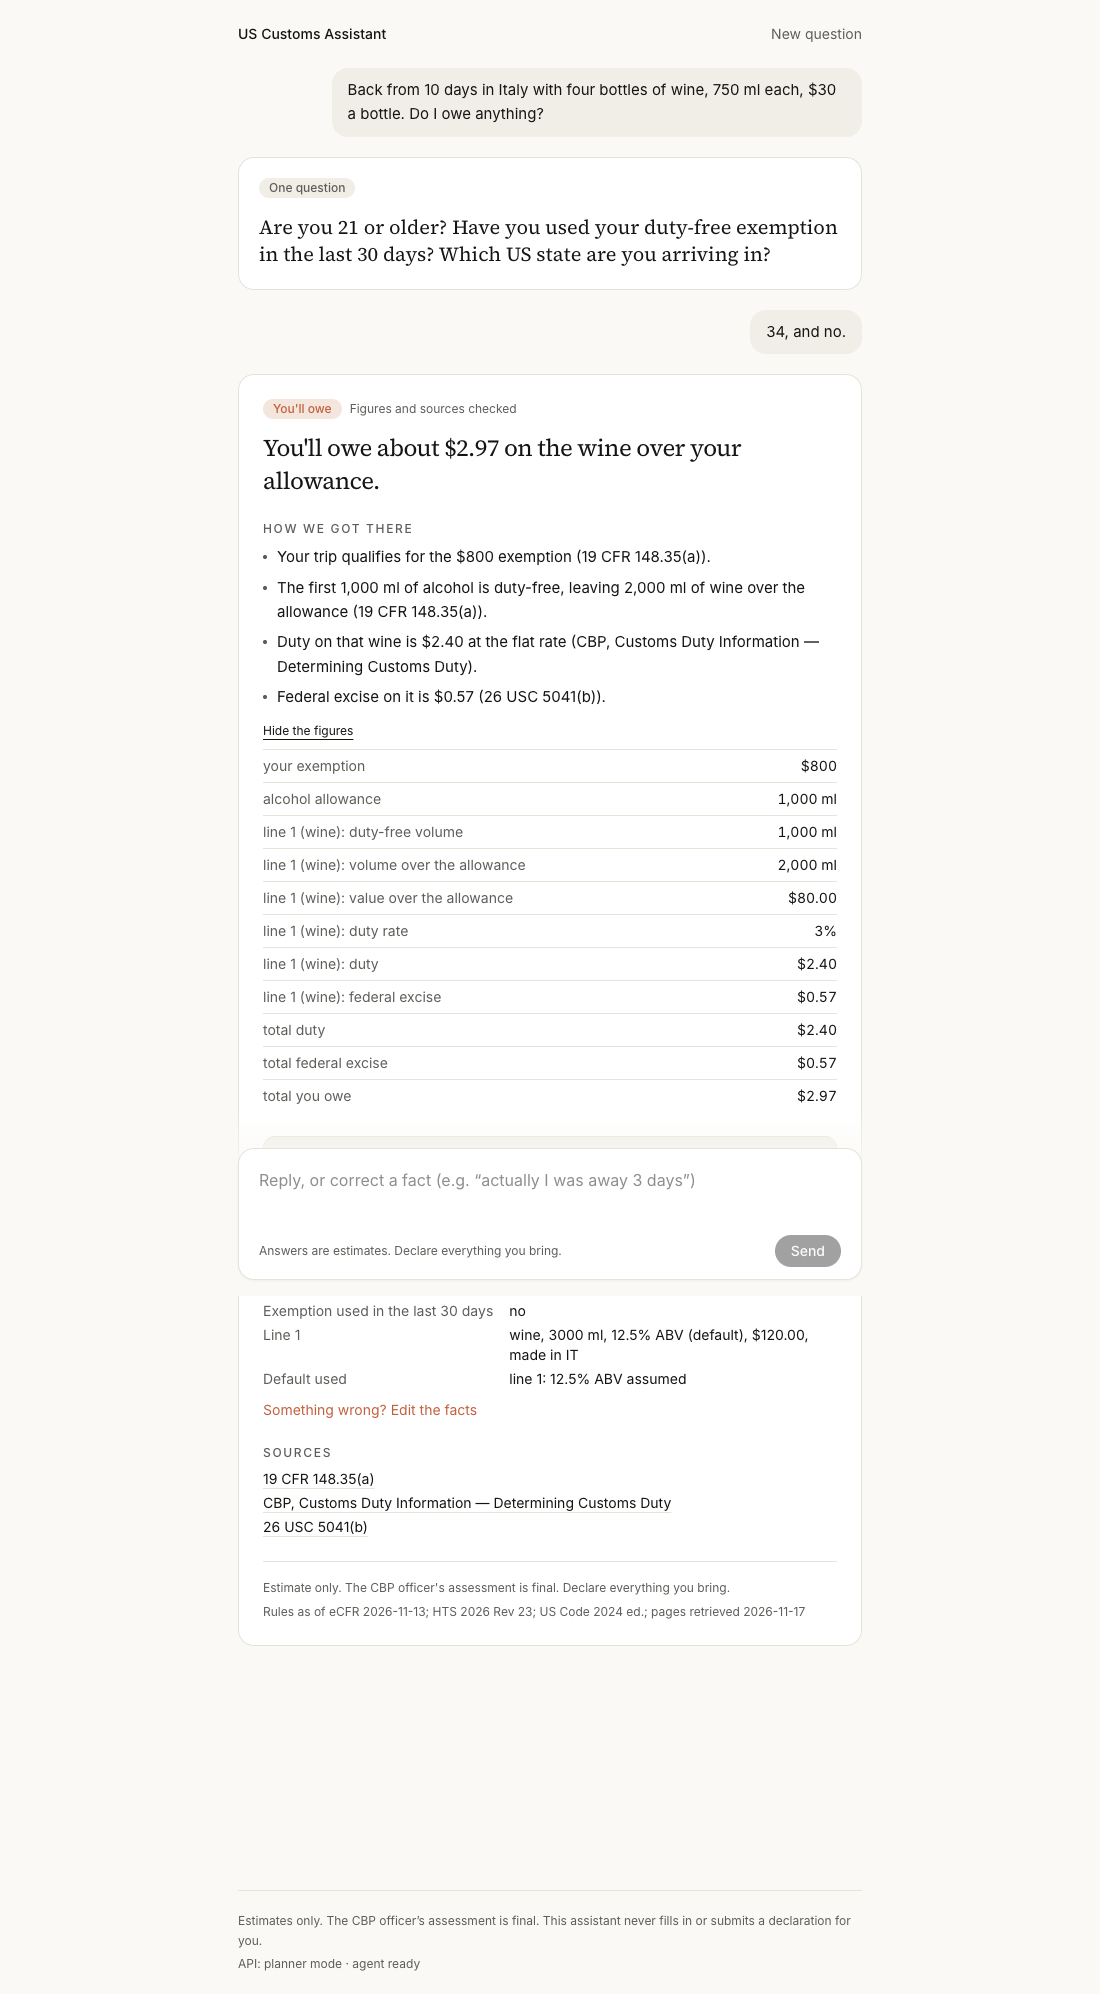 US Customs Assistant
New question
Back from 10 days in Italy with four bottles of wine, 750 ml each, $30
a bottle. Do I owe anything?
One question
Are you 21 or older? Have you used your duty-free exemption
in the last 30 days? Which US state are you arriving in?
34, and no.
You'll owe
Figures and sources checked
You'll owe about $2.97 on the wine over your
allowance.
HOW WE GOT THERE
• Your trip qualifies for the $800 exemption (19 CFR 148.35(a)).
• The first 1,000 ml of alcohol is duty-free, leaving 2,000 ml of wine over the
allowance (19 CFR 148.35(a)).
• Duty on that wine is $2.40 at the flat rate (CBP, Customs Duty Information —
Determining Customs Duty).
• Federal excise on it is $0.57 (26 USC 5041(b)).
Hide the figures
your exemption $800
alcohol allowance 1,000 ml
line 1 (wine): duty-free volume 1,000 ml
line 1 (wine): volume over the allowance 2,000 ml
line 1 (wine): value over the allowance $80.00
line 1 (wine): duty rate 3%
line 1 (wine): duty $2.40
line 1 (wine): federal excise $0.57
total duty $2.40
total federal excise $0.57
total you owe $2.97
Reply, or correct a fact (e.g. “actually I was away 3 days”)
Answers are estimates. Declare everything you bring.
Send
Exemption used in the last 30 days no
Line 1 wine, 3000 ml, 12.5% ABV (default), $120.00,
made in IT
Default used line 1: 12.5% ABV assumed
Something wrong? Edit the facts
SOURCES
19 CFR 148.35(a)
CBP, Customs Duty Information — Determining Customs Duty
26 USC 5041(b)
Estimate only. The CBP officer's assessment is final. Declare everything you bring.
Rules as of eCFR 2026-11-13; HTS 2026 Rev 23; US Code 2024 ed.; pages retrieved 2026-11-17
Estimates only. The CBP officer’s assessment is final. This assistant never fills in or submits a declaration for
you.
API: planner mode · agent ready